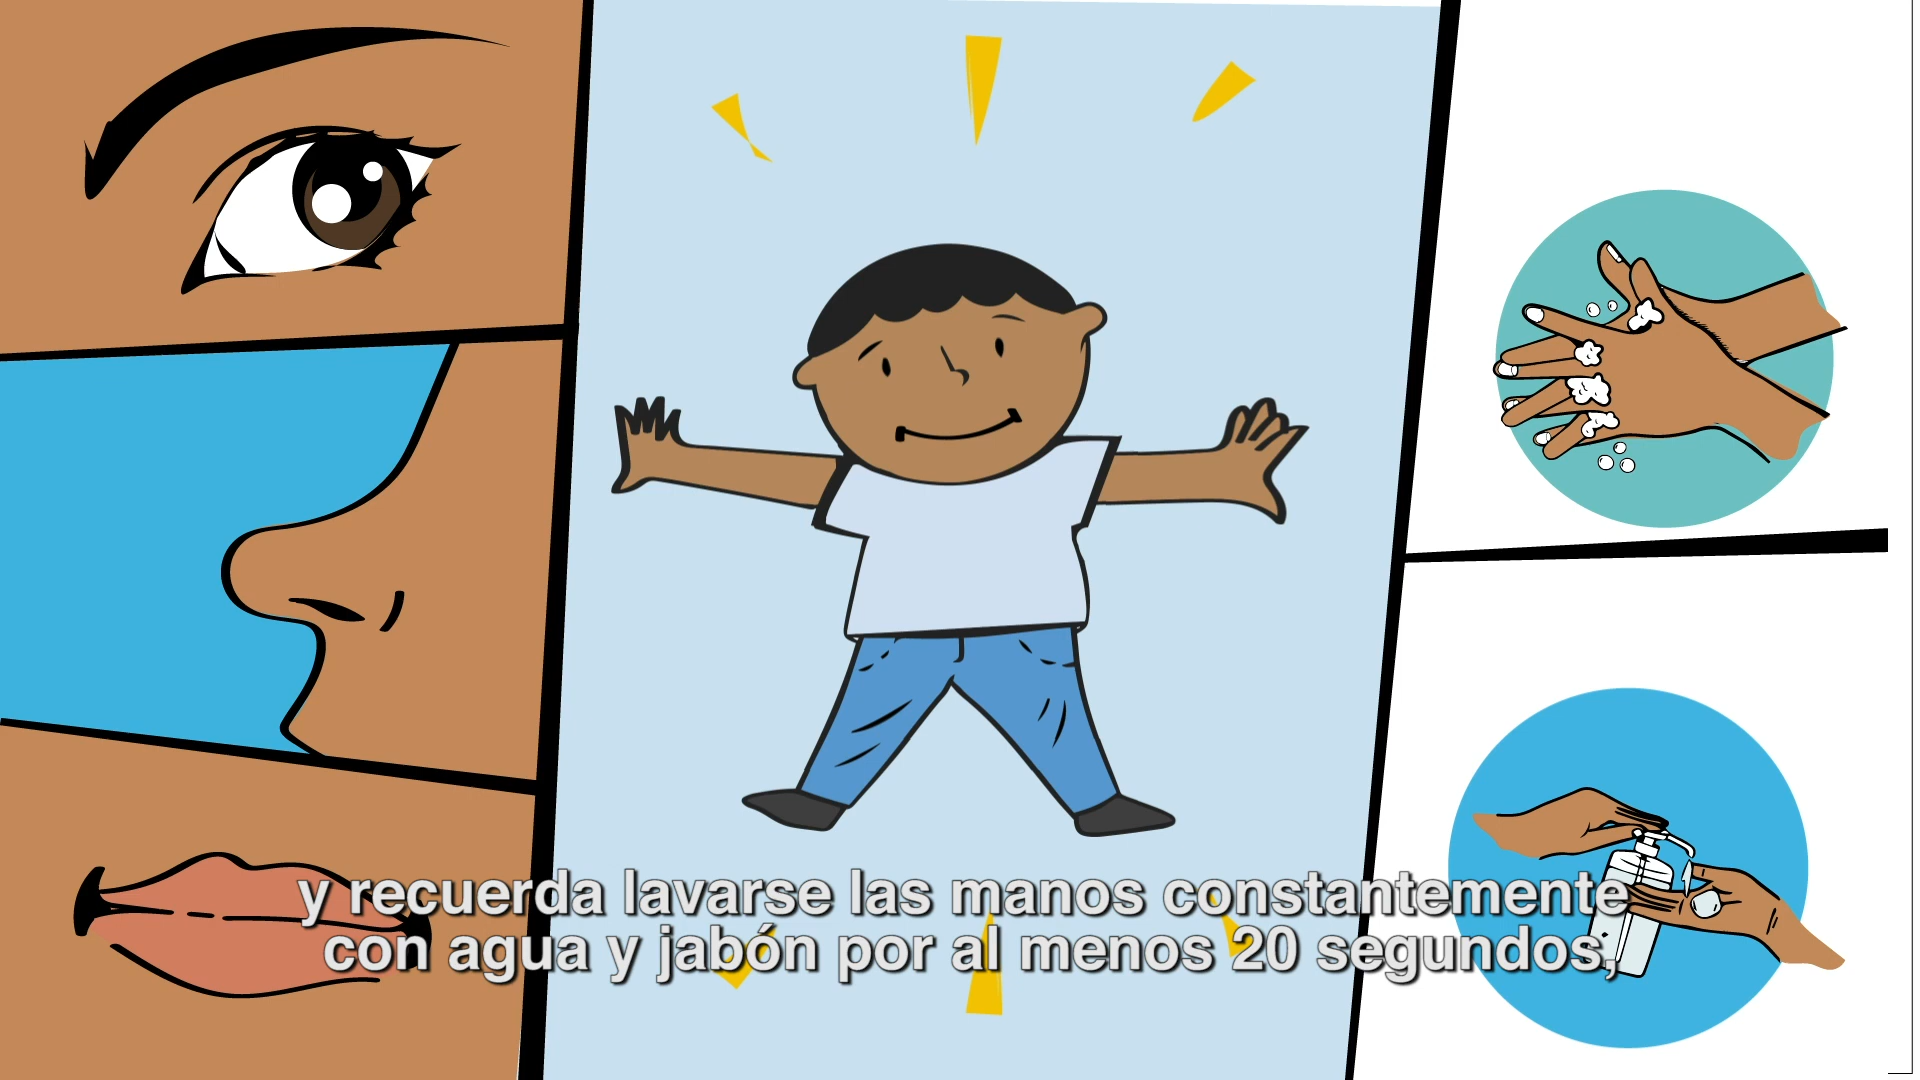 y recuerda lavarse las manos constantemente
con agua y jabón por al menos 20 segundos,